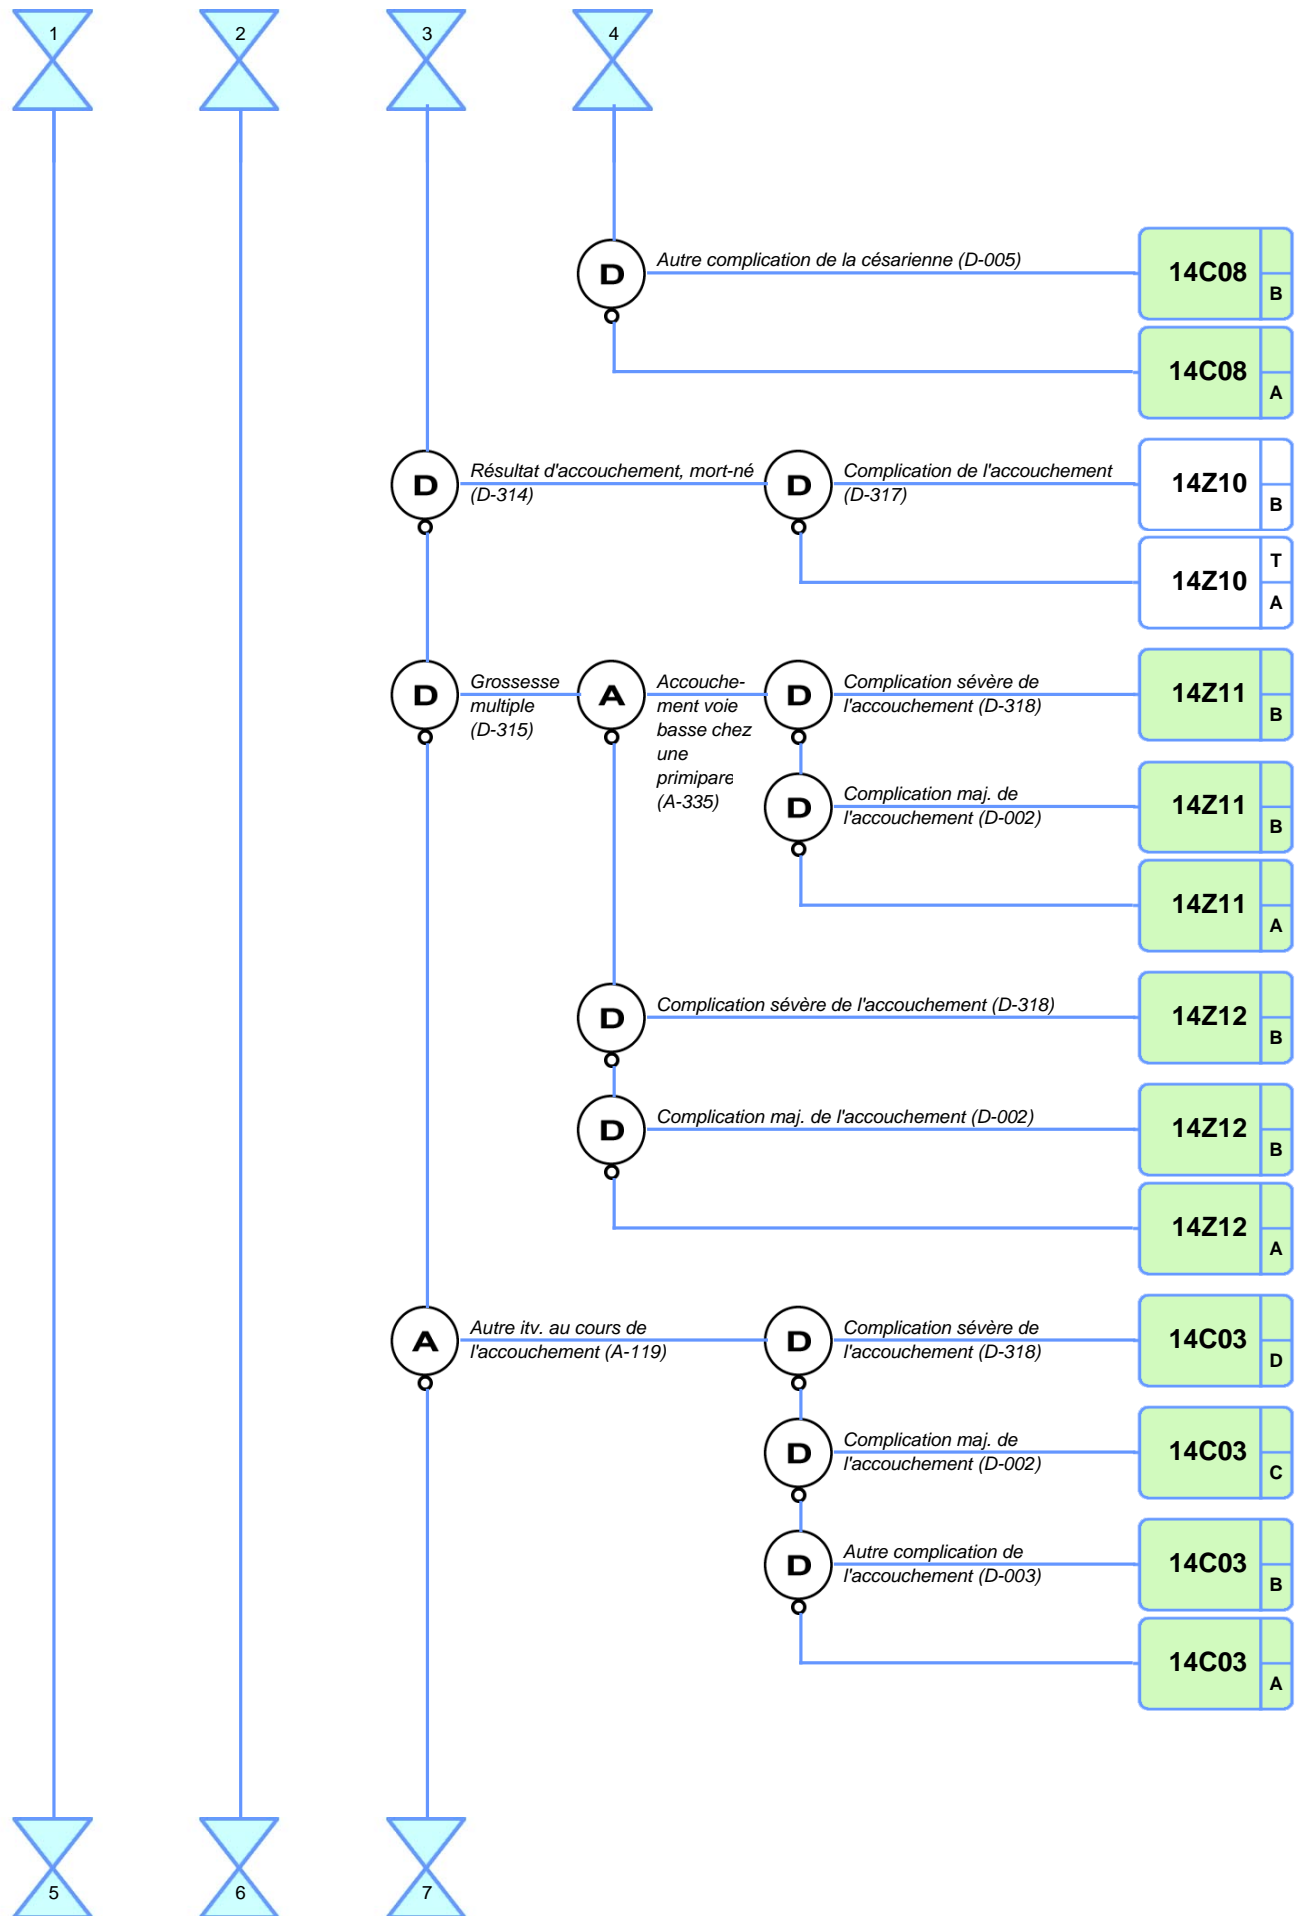 1 2 3 4
D Autre complication de la césarienne (D-005) 14C08 B
14C08 A
D Résultat d'accouchement, mort-né
(D-314)
D Complication de l'accouchement
(D-317)
14Z10 B
14Z10 T A
D Grossesse
multiple
(D-315)
A Accouche-
ment voie
basse chez
une
primipare
(A-335)
D Complication sévère de
l'accouchement (D-318)
14Z11 B
D Complication maj. de
l'accouchement (D-002)
14Z11 B
14Z11 A
D Complication sévère de l'accouchement (D-318) 14Z12 B
D Complication maj. de l'accouchement (D-002) 14Z12 B
14Z12 A
A Autre itv. au cours de
l'accouchement (A-119)
D Complication sévère de
l'accouchement (D-318)
14C03 D
D Complication maj. de
l'accouchement (D-002)
14C03 C
D Autre complication de
l'accouchement (D-003)
14C03 B
14C03 A
5 6 7